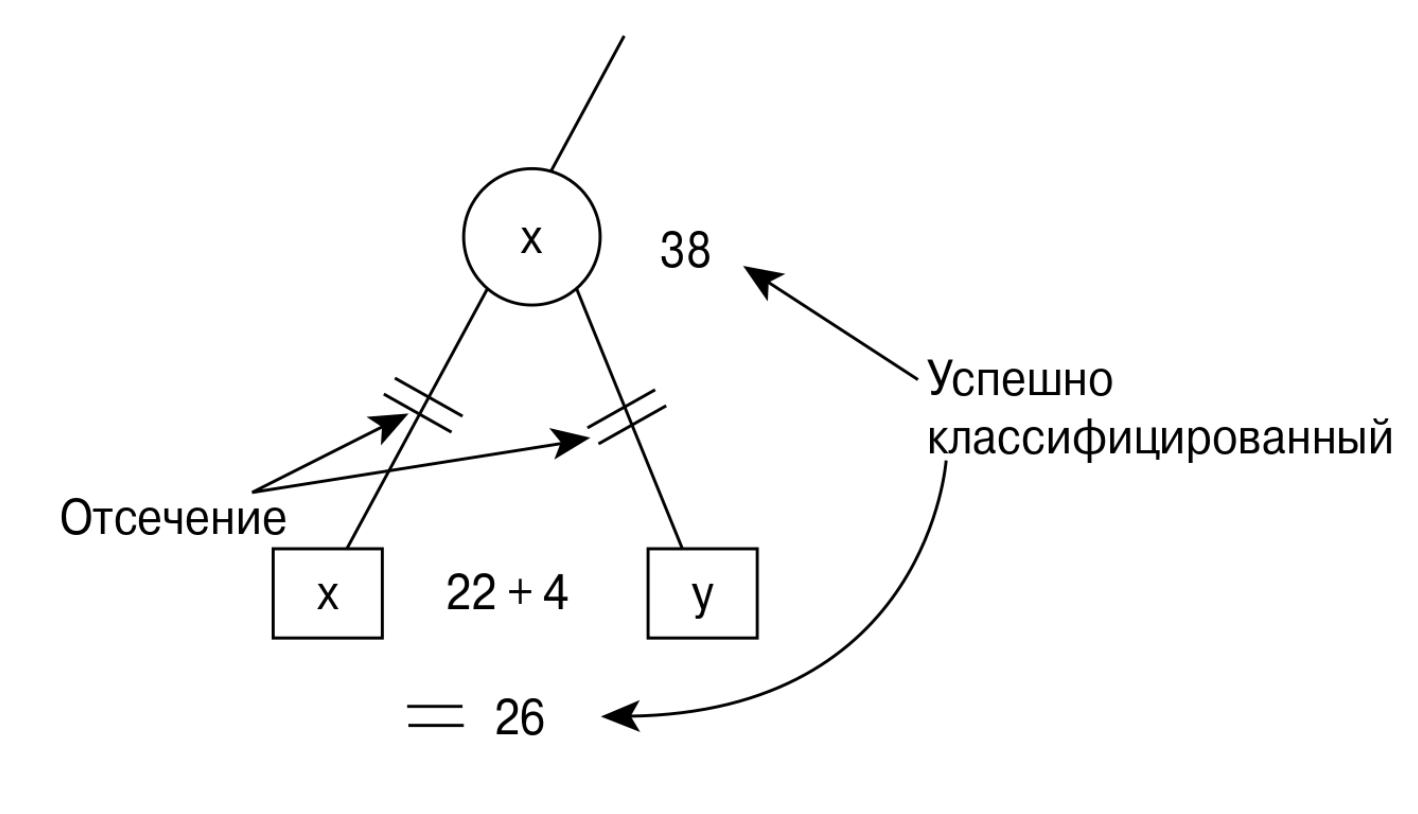 x
38
Успешно
классифицированный
Отсечение
x
22 + 4
y
= 26